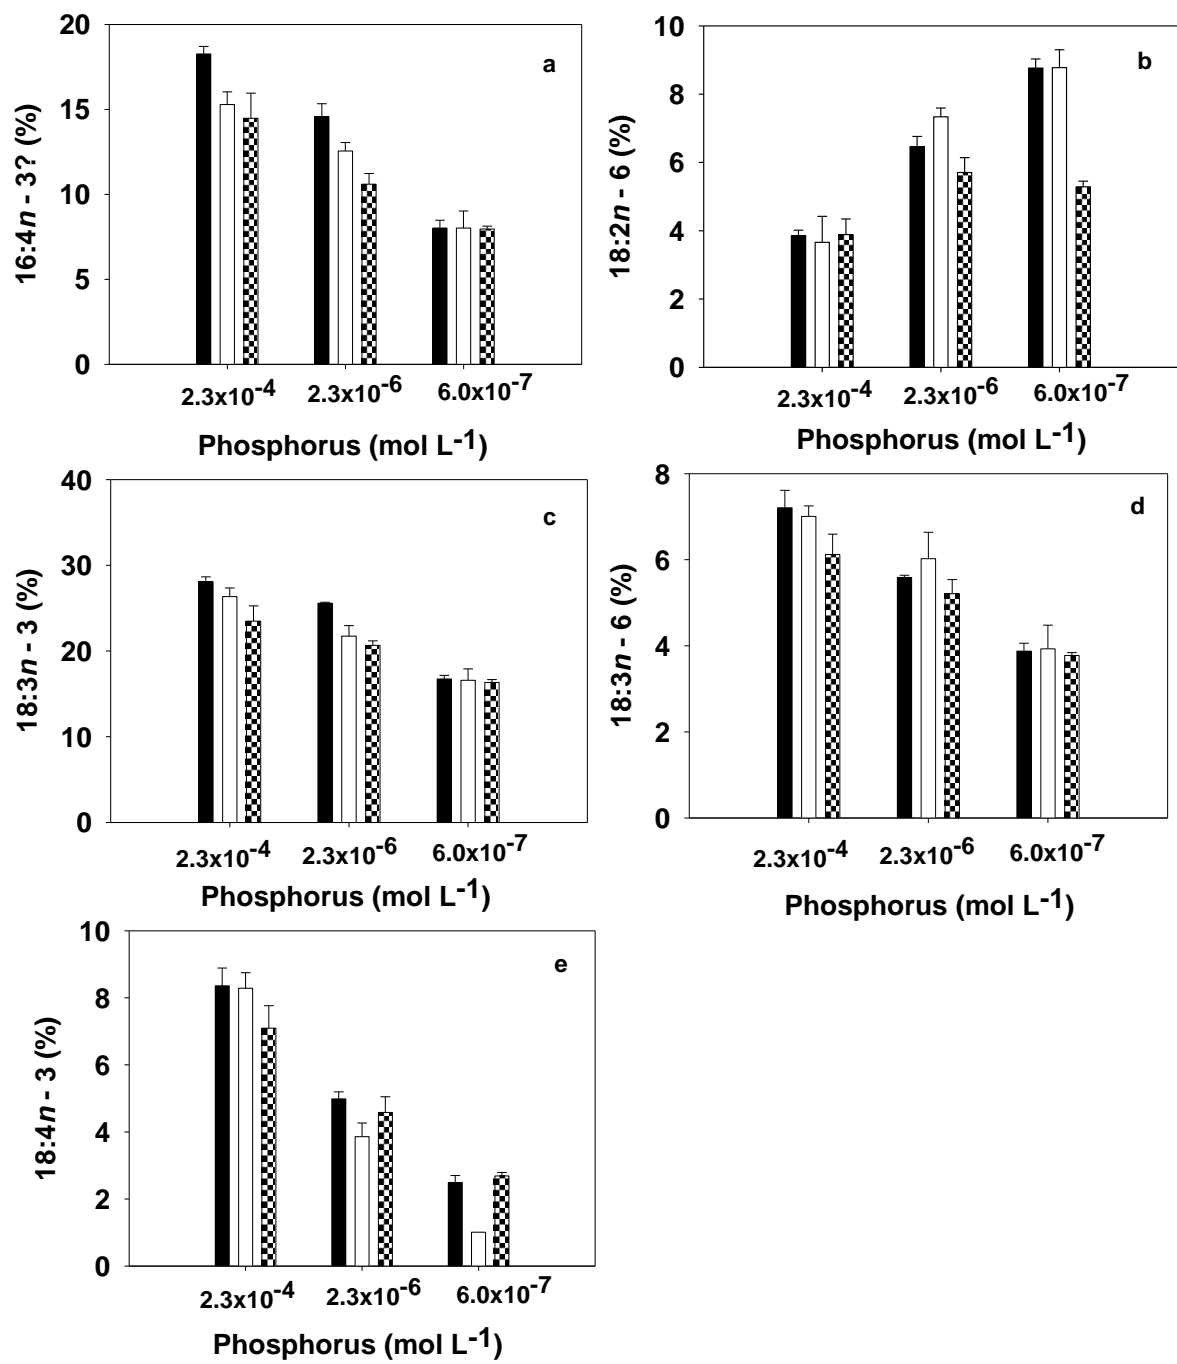 20
15
10
5
0
16:4n - 3? (%)
a
2.3x10-4 2.3x10-6 6.0x10-7
Phosphorus (mol L-1)
10
8
6
4
2
0
18:2n - 6 (%)
b
2.3x10-4 2.3x10-6 6.0x10-7
Phosphorus (mol L-1)
40
30
20
10
0
18:3n - 3 (%)
c
2.3x10-4 2.3x10-6 6.0x10-7
Phosphorus (mol L-1)
8
6
4
2
0
18:3n - 6 (%)
d
2.3x10-4 2.3x10-6 6.0x10-7
Phosphorus (mol L-1)
10
8
6
4
2
0
18:4n - 3 (%)
e
2.3x10-4 2.3x10-6 6.0x10-7
Phosphorus (mol L-1)